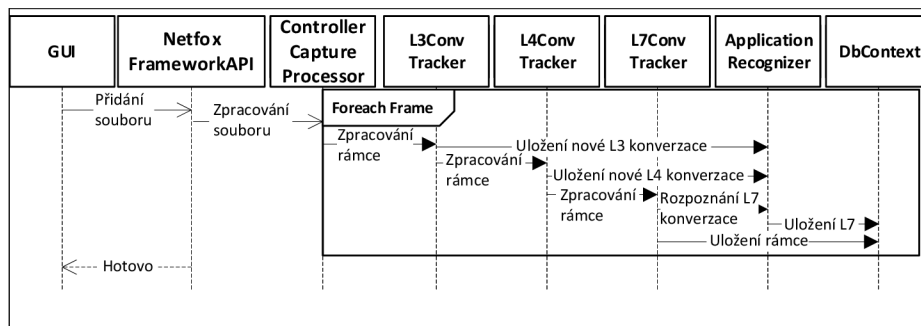 GUI
Netfox
FrameworkAPI
Controller
Capture
Processor
L3Conv
Tracker
L4Conv
Tracker
L7Conv
Tracker
Application
Recognizer
DbContext
Přidání
souboru
Zpracování
souboru
Foreach Frame
Zpracování
rámce
Uložení nové L3 konverzace
Zpracování
rámce
Uložení nové L4 konverzace
Zpracování
rámce
Rozpoznání L7
konverzace
Uložení L7
Uložení rámce
Hotovo